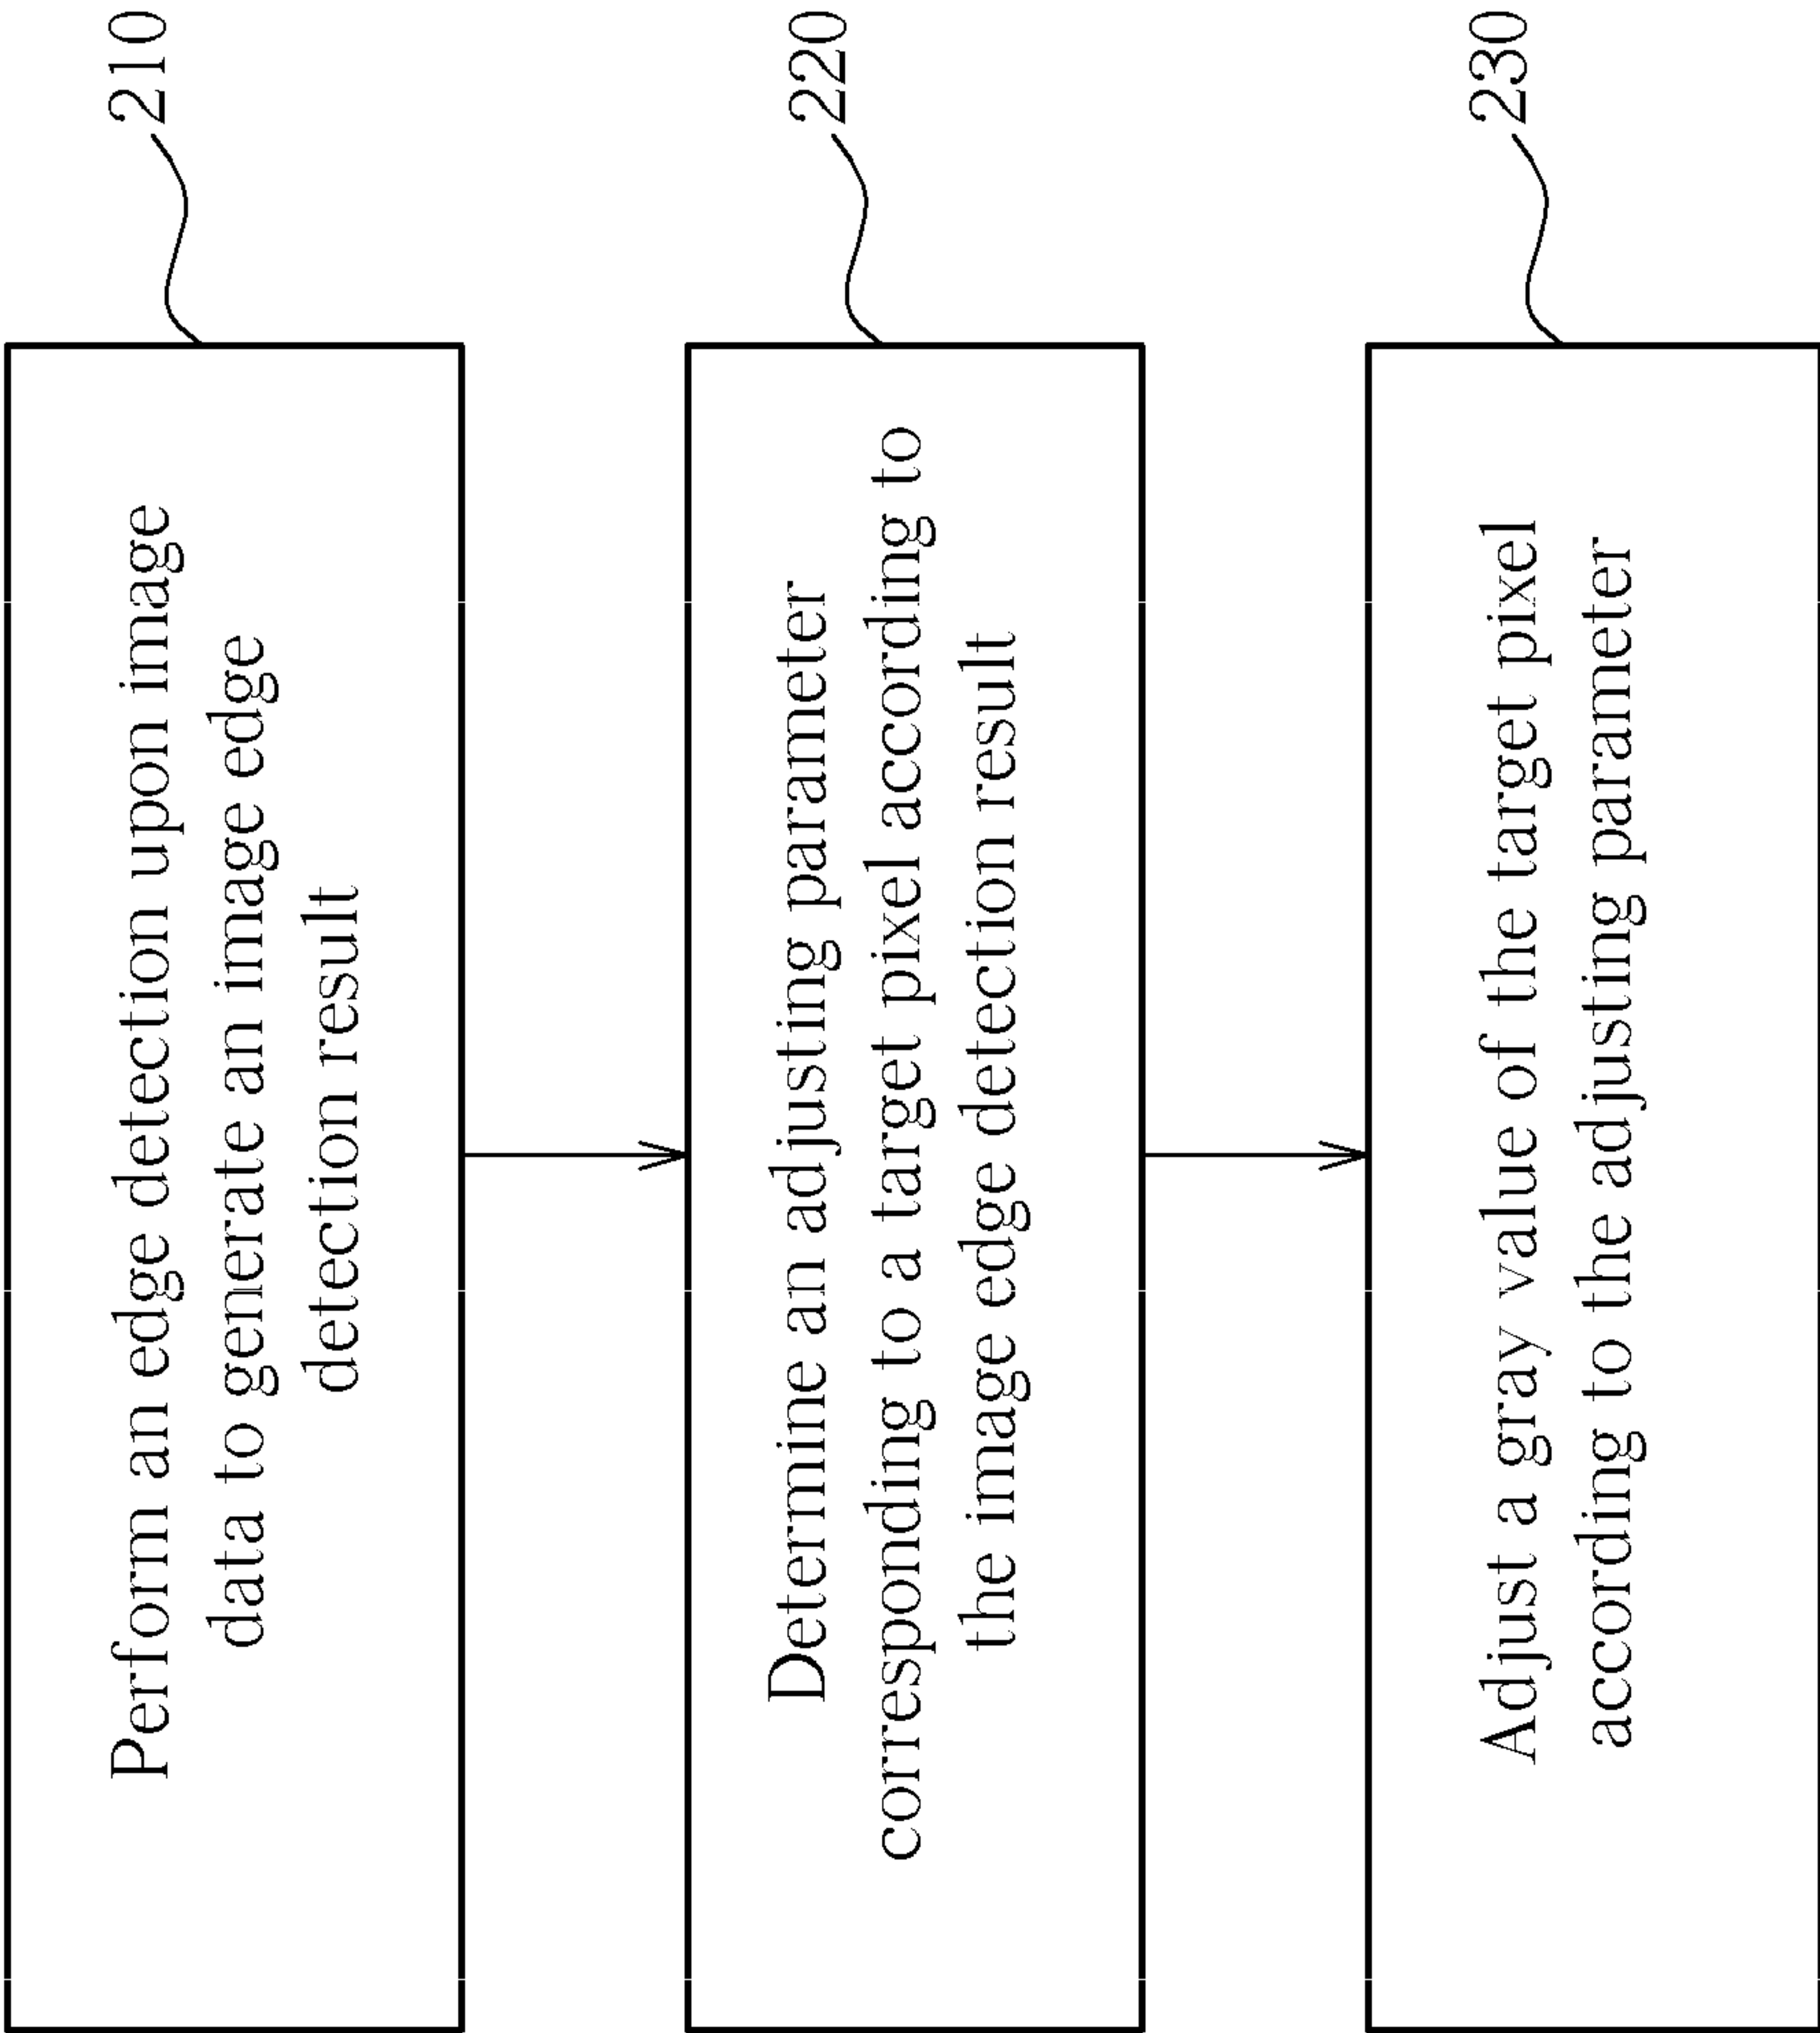 Perform an edge detection upon image
data to generate an image edge
detection result
210
Determine an adjusting parameter
corresponding to a target pixel according to
the image edge detection result
220
Adjust a gray value of the target pixel
according to the adjusting parameter
230